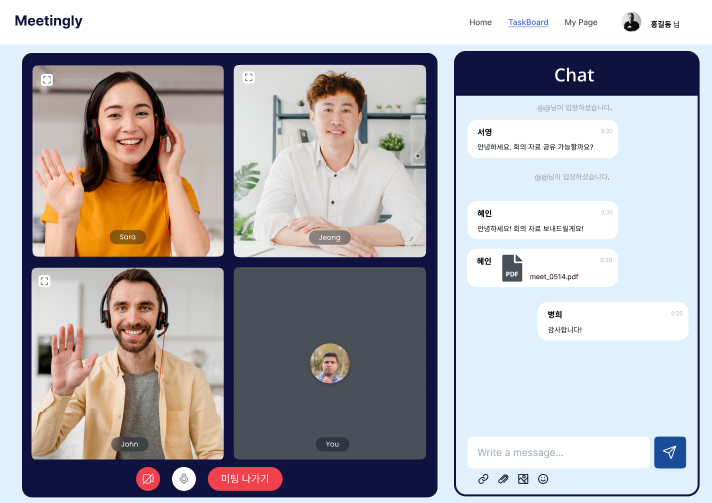 Meetingly
Home
TaskBoard
My Page
홍길동 님
Sara
Jeong
John
You
미팅 나가기
Chat
@@님이 입장하셨습니다.
서영
9:20
안녕하세요. 회의 자료 공유 가능할까요?
@@님이 입장하셨습니다.
혜인
9:20
안녕하세요! 회의 자료 보내드릴게요!
혜인
9:20
PDF
meet_0514.pdf
병희
9:20
감사합니다!
Write a message...